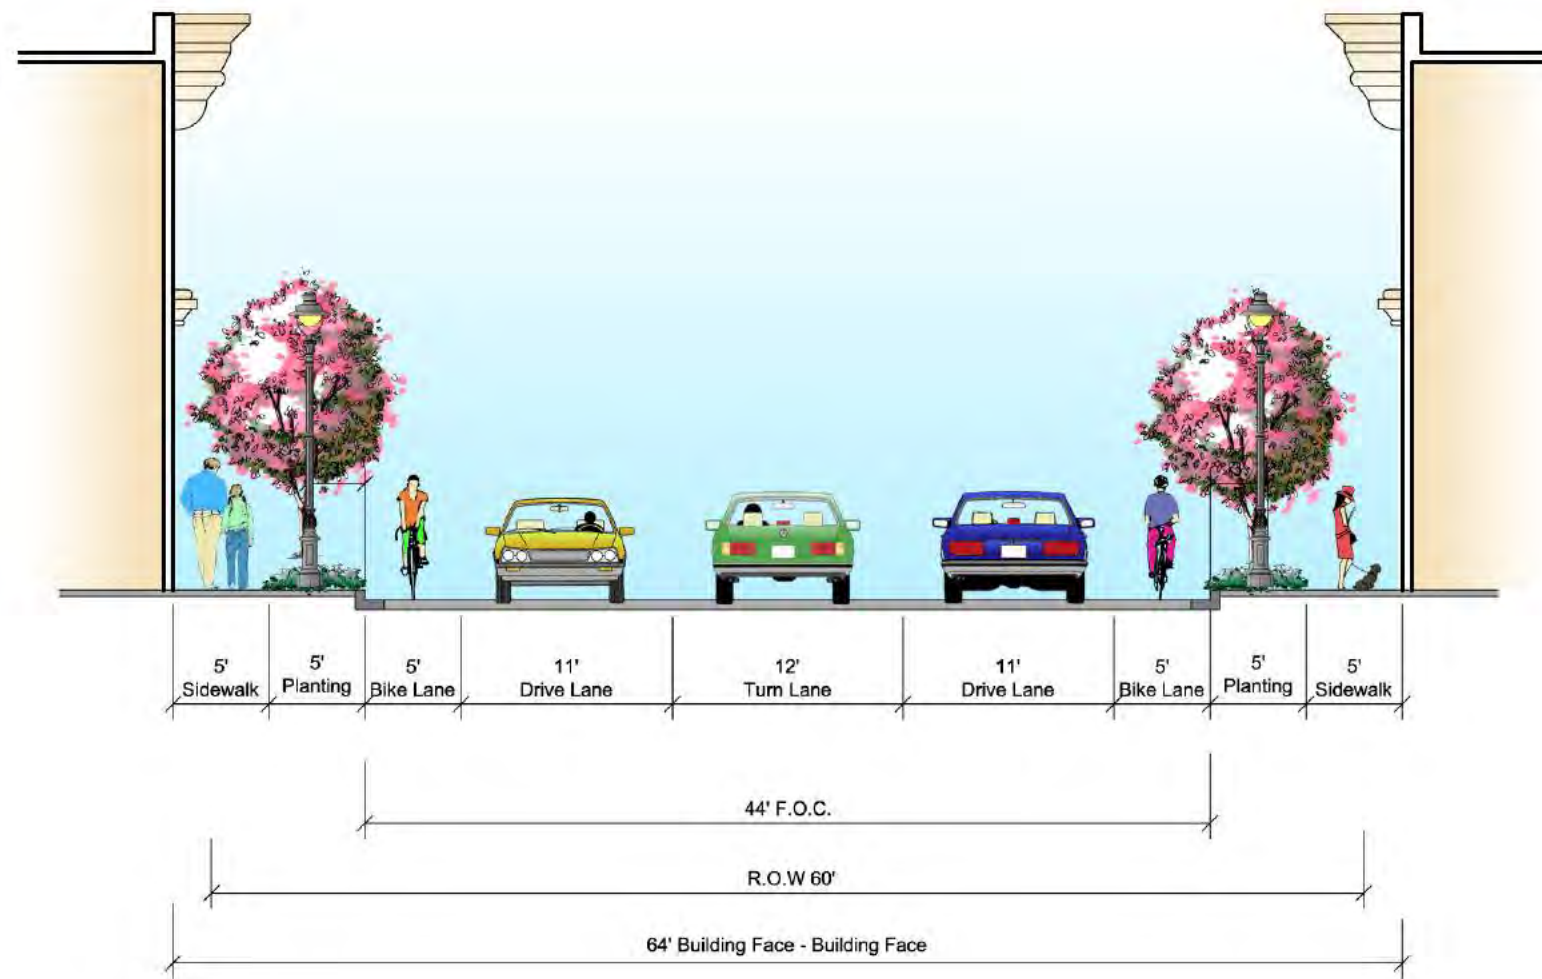 5'
Sidewalk
5'
Planting
5'
Bike Lane
11'
Drive Lane
12'
Turn Lane
11'
Drive Lane
5'
Bike Lane
5'
Planting
5'
Sidewalk
44' F.O.C.
R.O.W 60'
64' Building Face - Building Face